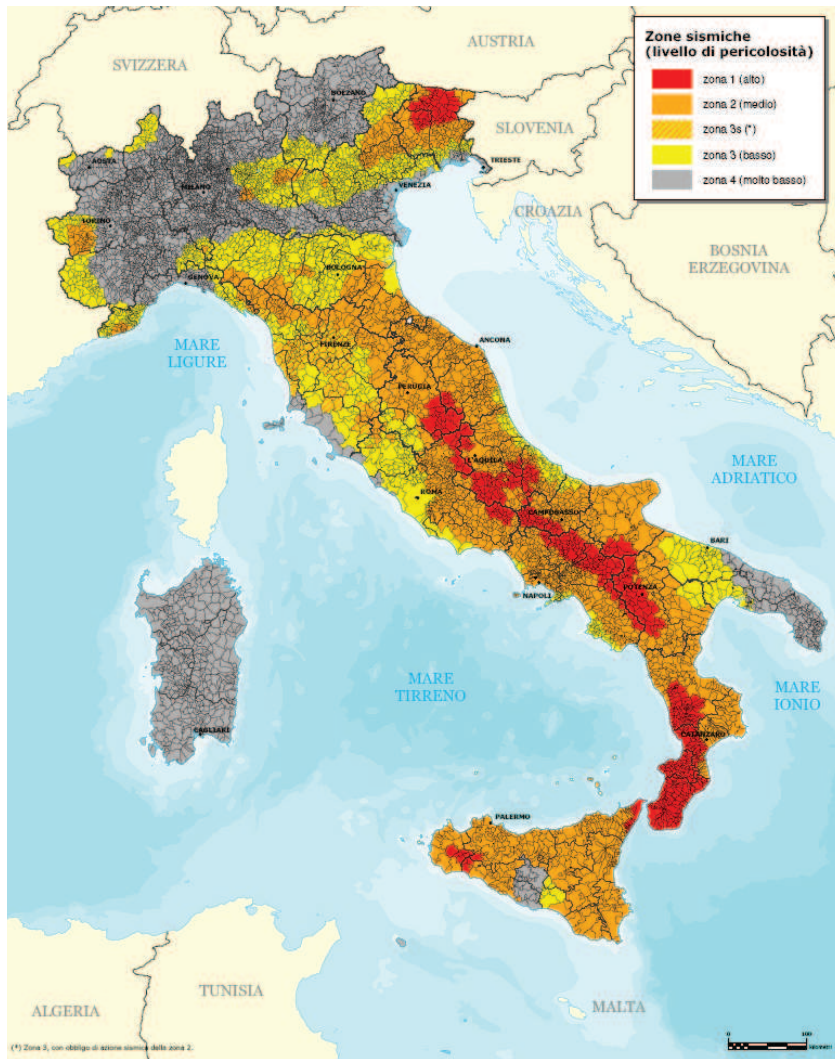 Zone sismiche
(livello di pericolosità)
zona 1 (alto)
zona 2 (medio)
zona 3s (*)
zona 3 (basso)
zona 4 (molto basso)
AUSTRIA
SVIZZERA
BOLZANO
SLOVENIA
AOSTA
TRIESTE
MILANO
VENEZIA
CROAZIA
TORINO
BOSNIA
ERZEGOVINA
BOLOGNA
GENOVA
FIRENZE
ANCONA
MARE
LIGURE
PERUGIA
L'AQUILA
MARE
ADRIATICO
ROMA
CAMPOBASSO
BARI
NAPOLI
POTENZA
MARE
TIRRENO
MARE
IONIO
CAGLIARI
CATANZARO
PALERMO
ALGERIA
TUNISIA
MALTA
(*) Zona 3, con obbligo di azione sismica della zona 2.
0 100
kilometri